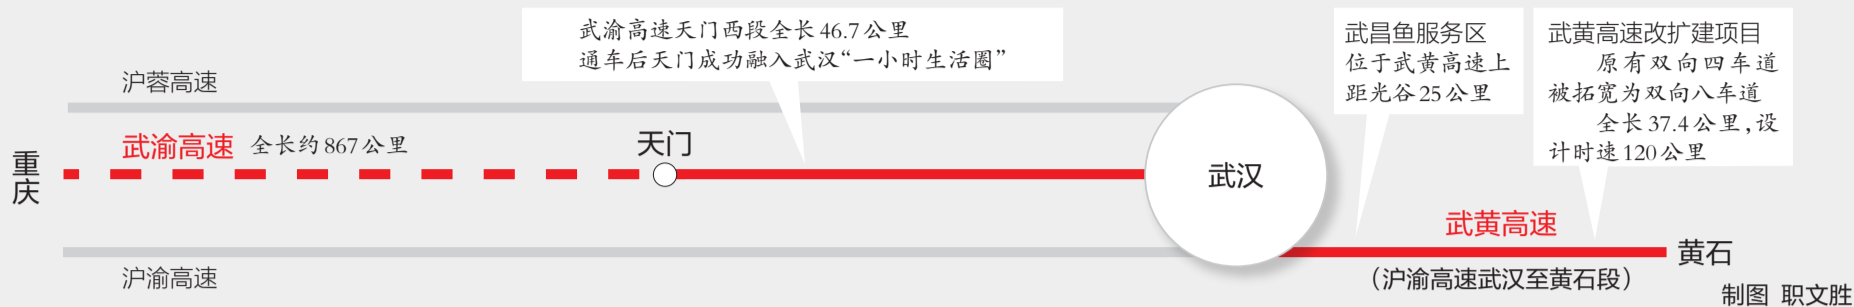 武渝高速天门西段全长46.7公里
通车后天门成功融入武汉“一小时生活圈”
武昌鱼服务区
位于武黄高速上
距光谷25公里
武黄高速改扩建项目
原有双向四车道
被拓宽为双向八车道
全长37.4公里,设
计时速120公里
沪蓉高速
武渝高速 全长约867公里
天门
重庆
武汉
武黄高速
黄石
沪渝高速
(沪渝高速武汉至黄石段)
制图 职文胜